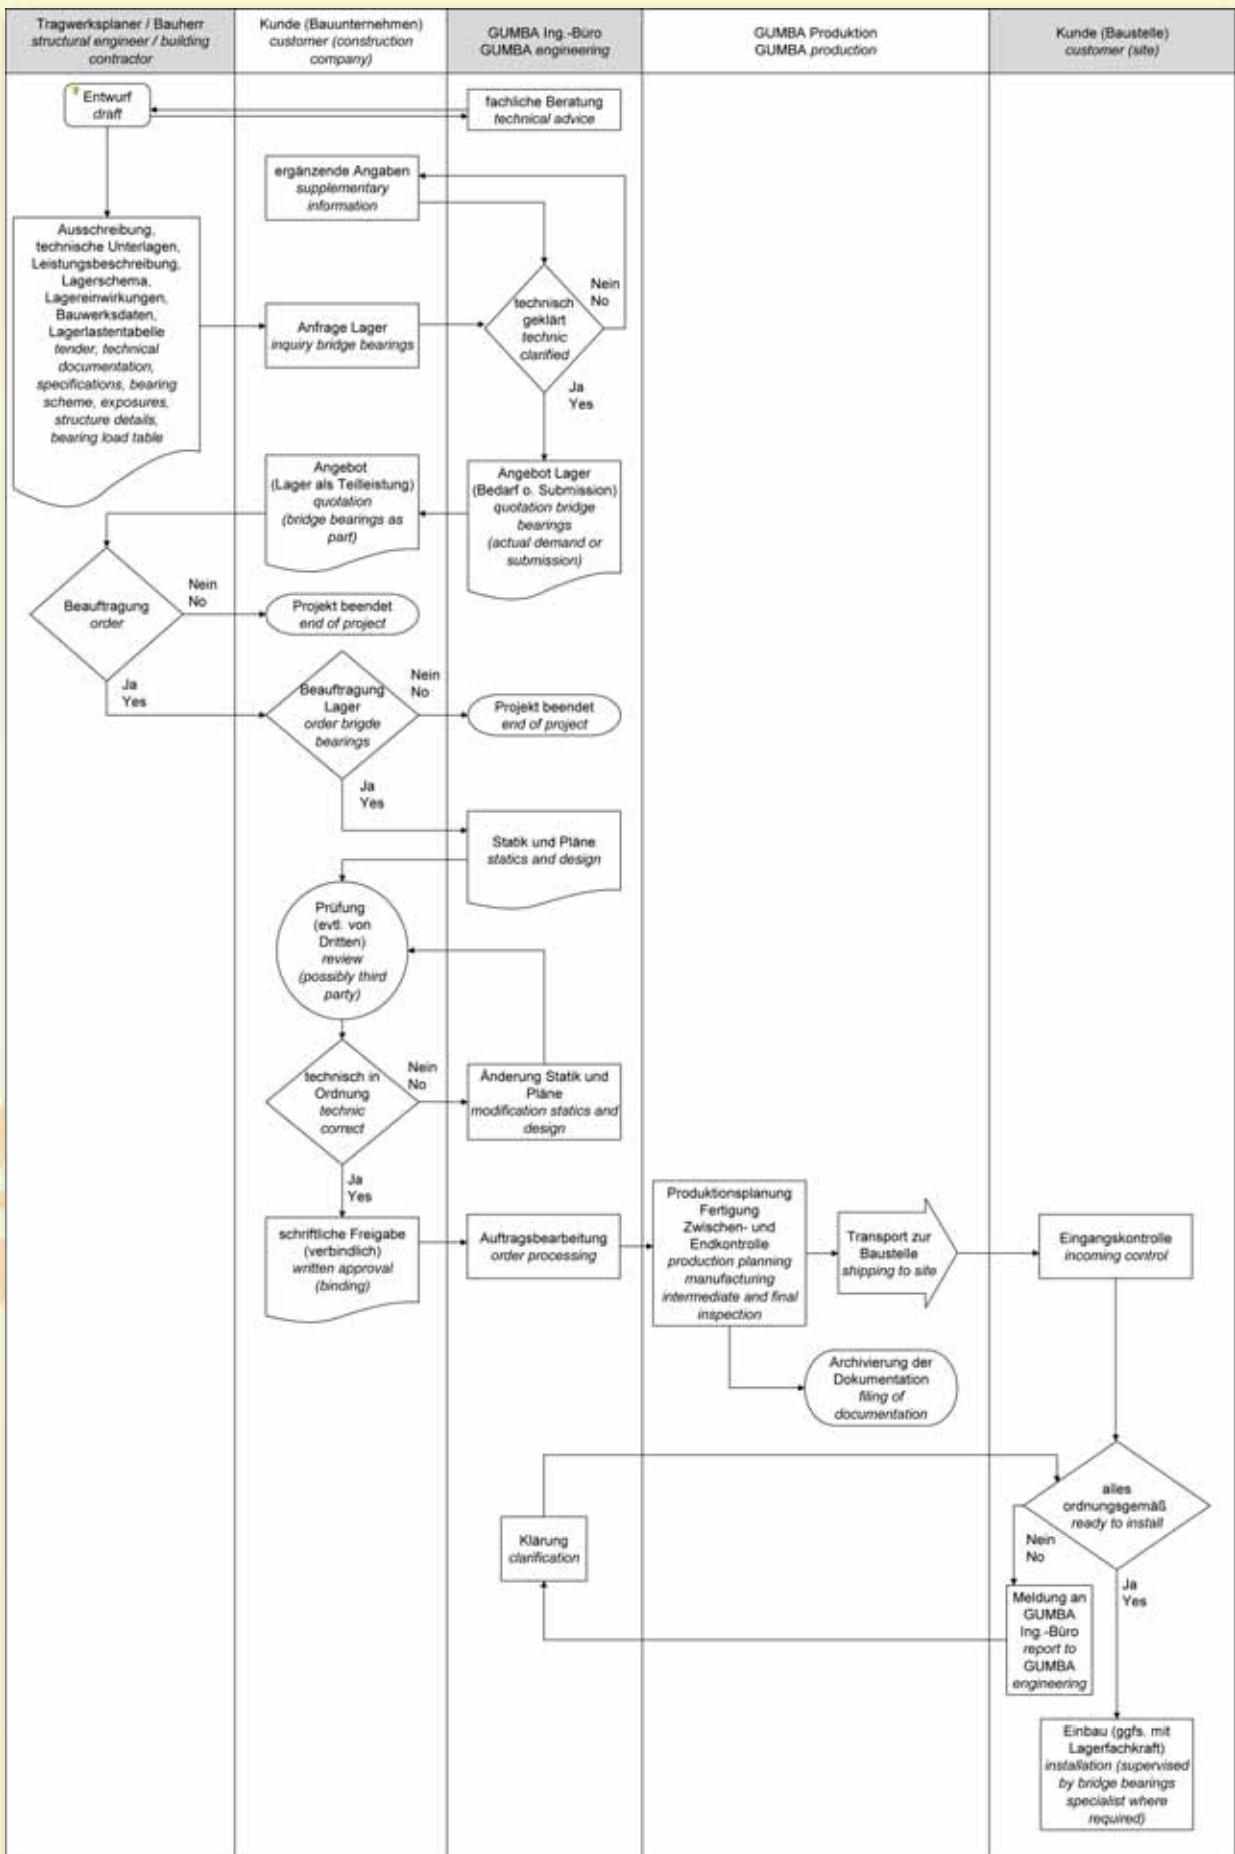 Tragwerksplaner / Bauherr
structural engineer / building
contractor
Kunde (Bauunternehmen)
customer (construction
company)
GUMBA Ing.-Büro
GUMBA engineering
GUMBA Produktion
GUMBA production
Kunde (Baustelle)
customer (site)
Entwurf
draft
fachliche Beratung
technical advice
ergänzende Angaben
supplementary
information
Ausschreibung,
technische Unterlagen,
Leistungsbeschreibung,
Lagerschema,
Lagereinwirkungen,
Bauwerksdaten,
Lagerlastentabelle
tender, technical
documentation,
specifications, bearing
scheme, exposures,
structure details,
bearing load table
Anfrage Lager
inquiry bridge bearings
technisch
geklärt
technic
clarified
Nein
No
Ja
Yes
Angebot
(Lager als Teilleistung)
quotation
(bridge bearings as
part)
Angebot Lager
(Bedarf o. Submission)
quotation bridge
bearings
(actual demand or
submission)
Beauftragung
order
Nein
No
Projekt beendet
end of project
Ja
Yes
Beauftragung
Lager
order brigde
bearings
Nein
No
Projekt beendet
end of project
Ja
Yes
Statik und Pläne
statics and design
Prüfung
(evtl. von
Dritten)
review
(possibly third
party)
technisch in
Ordnung
technic
correct
Nein
No
Änderung Statik und
Pläne
modification statics and
design
Ja
Yes
schriftliche Freigabe
(verbindlich)
written approval
(binding)
Auftragsbearbeitung
order processing
Produktionsplanung
Fertigung
Zwischen- und
Endkontrolle
production planning
manufacturing
intermediate and final
inspection
Transport zur
Baustelle
shipping to site
Eingangskontrolle
incoming control
Archivierung der
Dokumentation
filing of
documentation
alles
ordnungsgemäß
ready to install
Nein
No
Ja
Yes
Klärung
clarification
Meldung an
GUMBA
Ing.-Büro
report to
GUMBA
engineering
Einbau (ggfs. mit
Lagerfachkraft)
installation (supervised
by bridge bearings
specialist where
required)